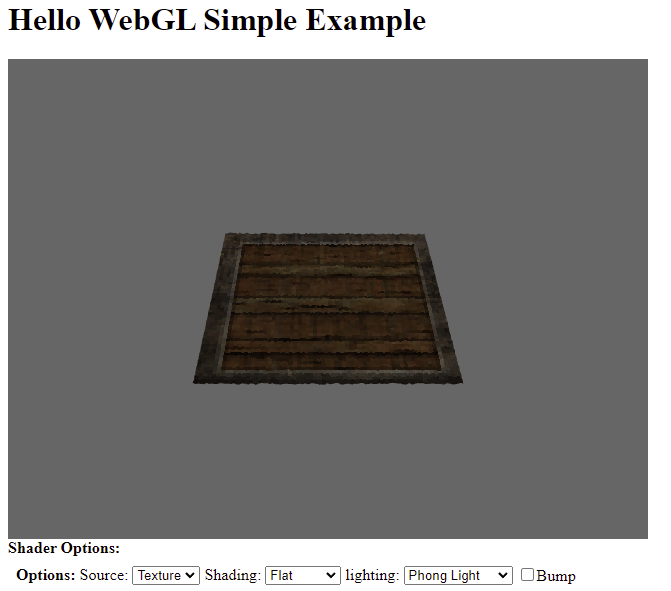 Hello WebGL Simple Example
Shader Options:
Options: Source: Texture Shading: Flat lighting: Phong Light Bump